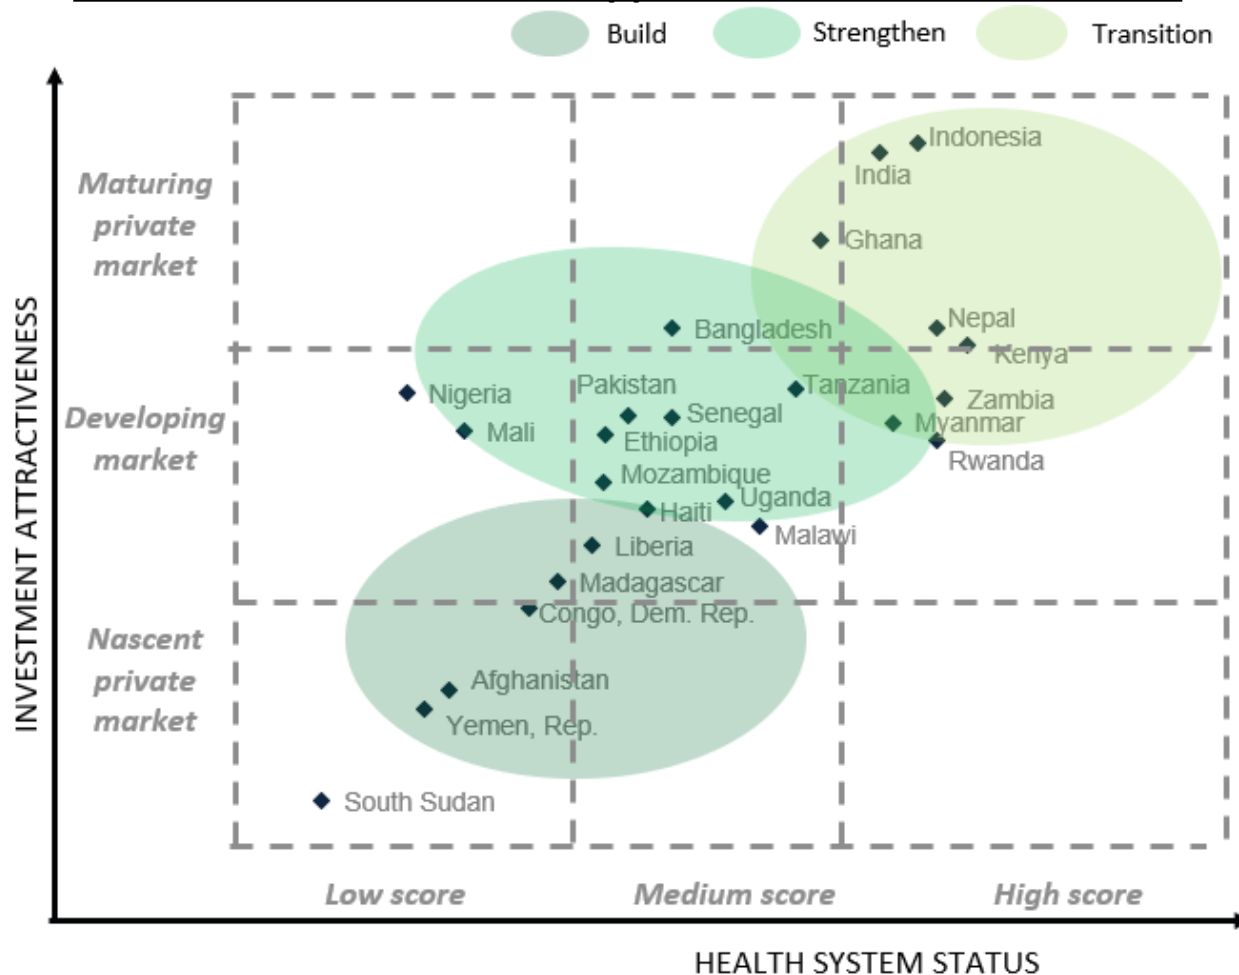 Build
Strengthen
Transition
INVESTMENT ATTRACTIVENESS
Maturing
private
market
Developing
market
Nascent
private
market
Indonesia
India
Ghana
Nepal
Kenya
Bangladesh
Pakistan
Tanzania
Nigeria
Senegal
Zambia
Mali
Ethiopia
Myanmar
Rwanda
Mozambique
Uganda
Haiti
Malawi
Liberia
Madagascar
Congo, Dem. Rep.
Afghanistan
Yemen, Rep.
South Sudan
Low score
Medium score
High score
HEALTH SYSTEM STATUS